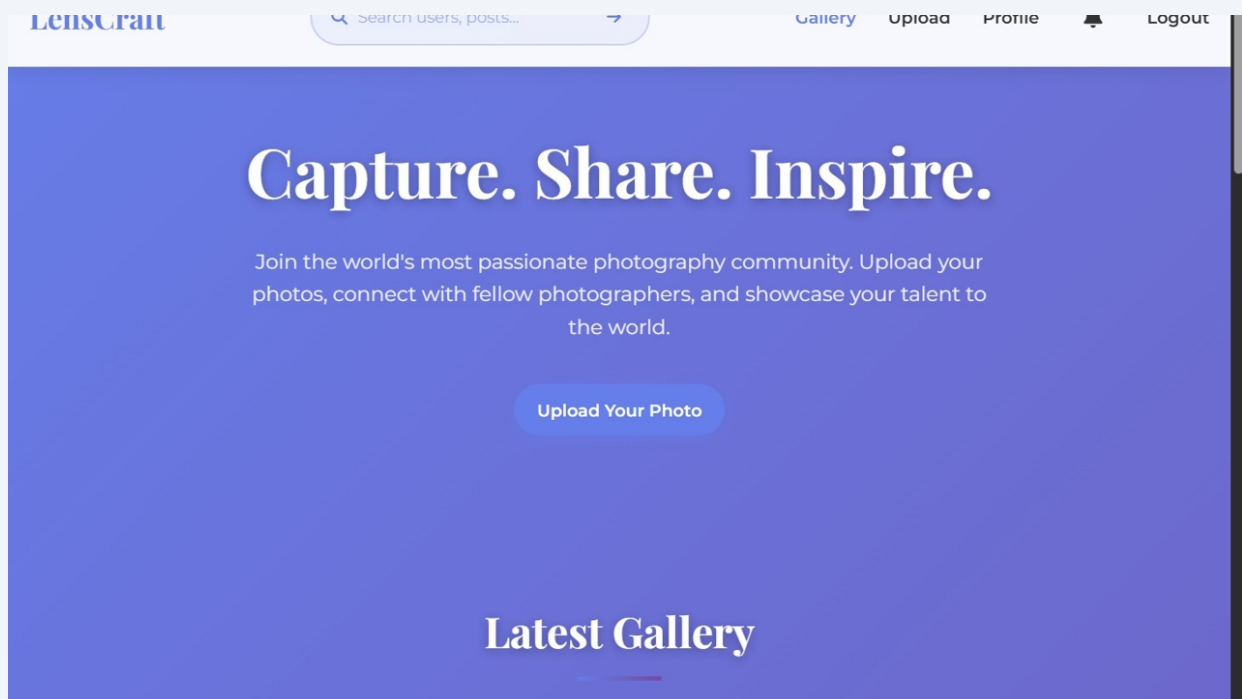 LensCraft
Search users, posts...
Gallery Upload Profile Logout
Capture. Share. Inspire.
Join the world's most passionate photography community. Upload your
photos, connect with fellow photographers, and showcase your talent to
the world.
Upload Your Photo
Latest Gallery